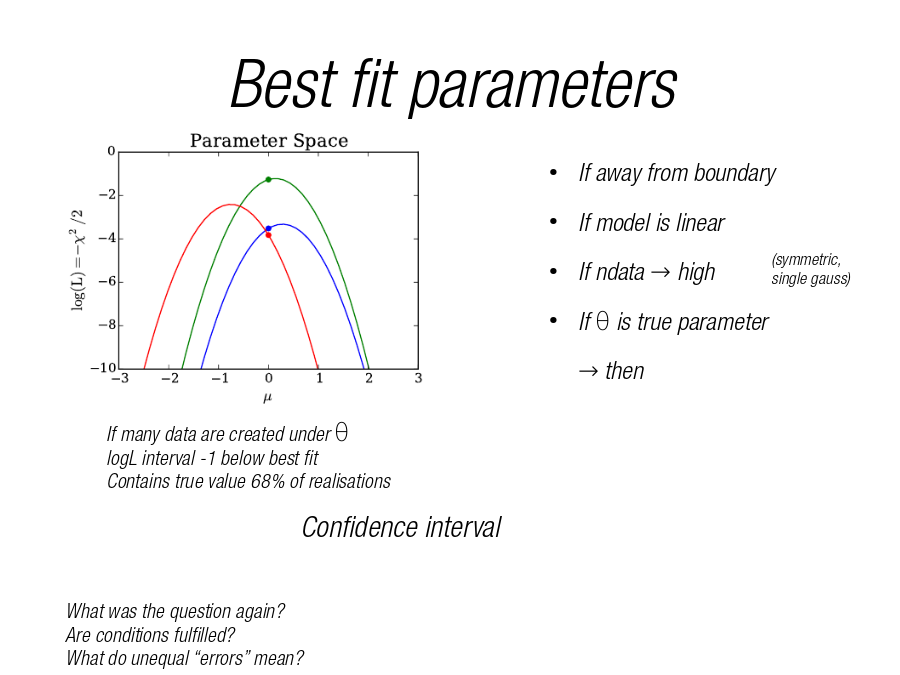 Best fit parameters
Parameter Space
0
−2
−4
−6
−8
−10
log(L) = −χ² /2
−3 −2 −1 0 1 2 3
μ
• If away from boundary
• If model is linear
• If ndata → high
(symmetric,
single gauss)
• If θ is true parameter
→ then
If many data are created under θ
logL interval -1 below best fit
Contains true value 68% of realisations
Confidence interval
What was the question again?
Are conditions fulfilled?
What do unequal “errors” mean?